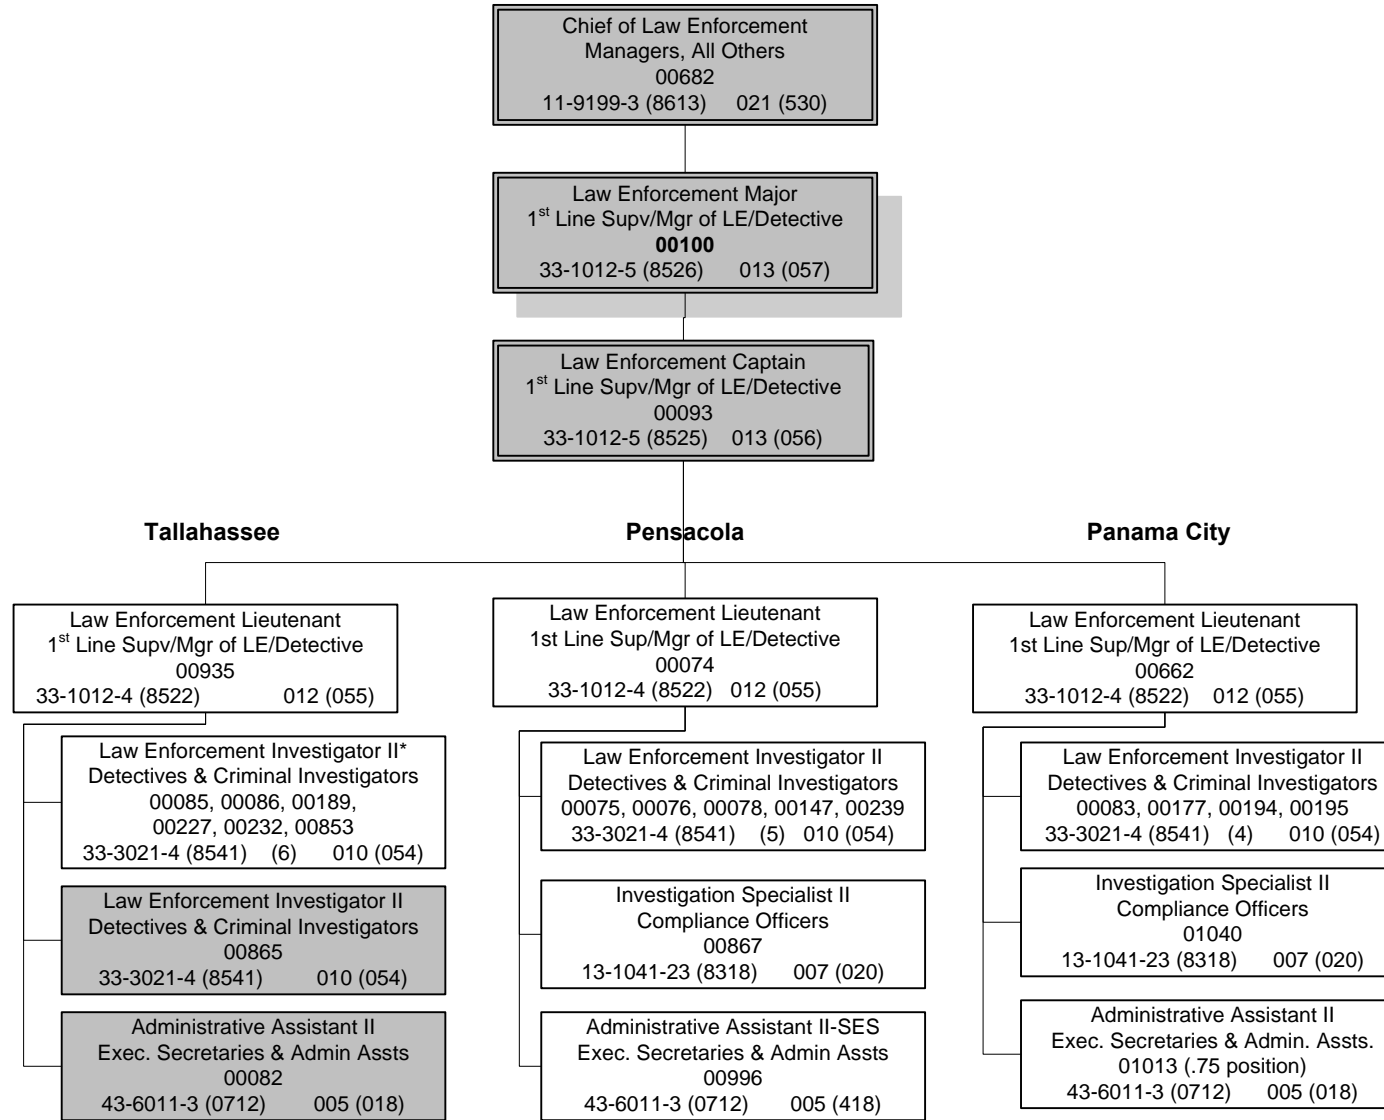 Chief of Law Enforcement
Managers, All Others
00682
11-9199-3 (8613) 021 (530)
Law Enforcement Major
1st Line Supv/Mgr of LE/Detective
00100
33-1012-5 (8526) 013 (057)
Law Enforcement Captain
1st Line Supv/Mgr of LE/Detective
00093
33-1012-5 (8525) 013 (056)
Tallahassee
Law Enforcement Lieutenant
1st Line Supv/Mgr of LE/Detective
00935
33-1012-4 (8522) 012 (055)
Law Enforcement Investigator II*
Detectives & Criminal Investigators
00085, 00086, 00189,
00227, 00232, 00853
33-3021-4 (8541) (6) 010 (054)
Law Enforcement Investigator II
Detectives & Criminal Investigators
00865
33-3021-4 (8541) 010 (054)
Administrative Assistant II
Exec. Secretaries & Admin Assts
00082
43-6011-3 (0712) 005 (018)
Pensacola
Law Enforcement Lieutenant
1st Line Sup/Mgr of LE/Detective
00074
33-1012-4 (8522) 012 (055)
Law Enforcement Investigator II
Detectives & Criminal Investigators
00075, 00076, 00078, 00147, 00239
33-3021-4 (8541) (5) 010 (054)
Investigation Specialist II
Compliance Officers
00867
13-1041-23 (8318) 007 (020)
Administrative Assistant II-SES
Exec. Secretaries & Admin Assts
00996
43-6011-3 (0712) 005 (418)
Panama City
Law Enforcement Lieutenant
1st Line Sup/Mgr of LE/Detective
00662
33-1012-4 (8522) 012 (055)
Law Enforcement Investigator II
Detectives & Criminal Investigators
00083, 00177, 00194, 00195
33-3021-4 (8541) (4) 010 (054)
Investigation Specialist II
Compliance Officers
01040
13-1041-23 (8318) 007 (020)
Administrative Assistant II
Exec. Secretaries & Admin. Assts.
01013 (.75 position)
43-6011-3 (0712) 005 (018)